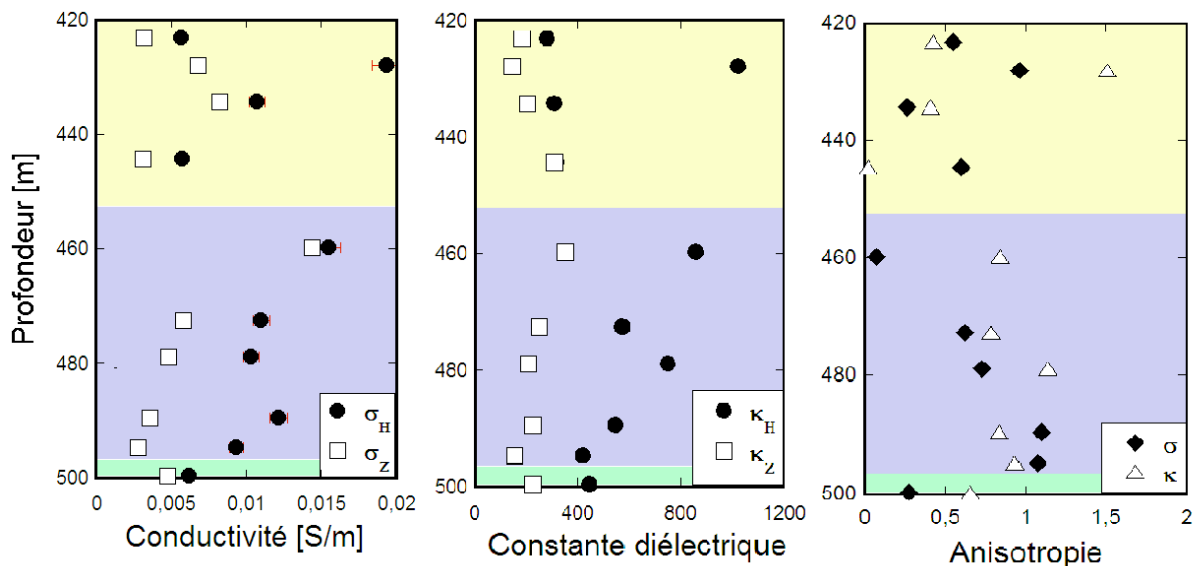 420
440
460
480
500
Profondeur [m]
0
0,005
0,01
0,015
0,02
Conductivité [S/m]
σH
σZ
420
440
460
480
500
0
400
800
1200
Constante diélectrique
κH
κZ
420
440
460
480
500
0
0,5
1
1,5
2
Anisotropie
σ
κ